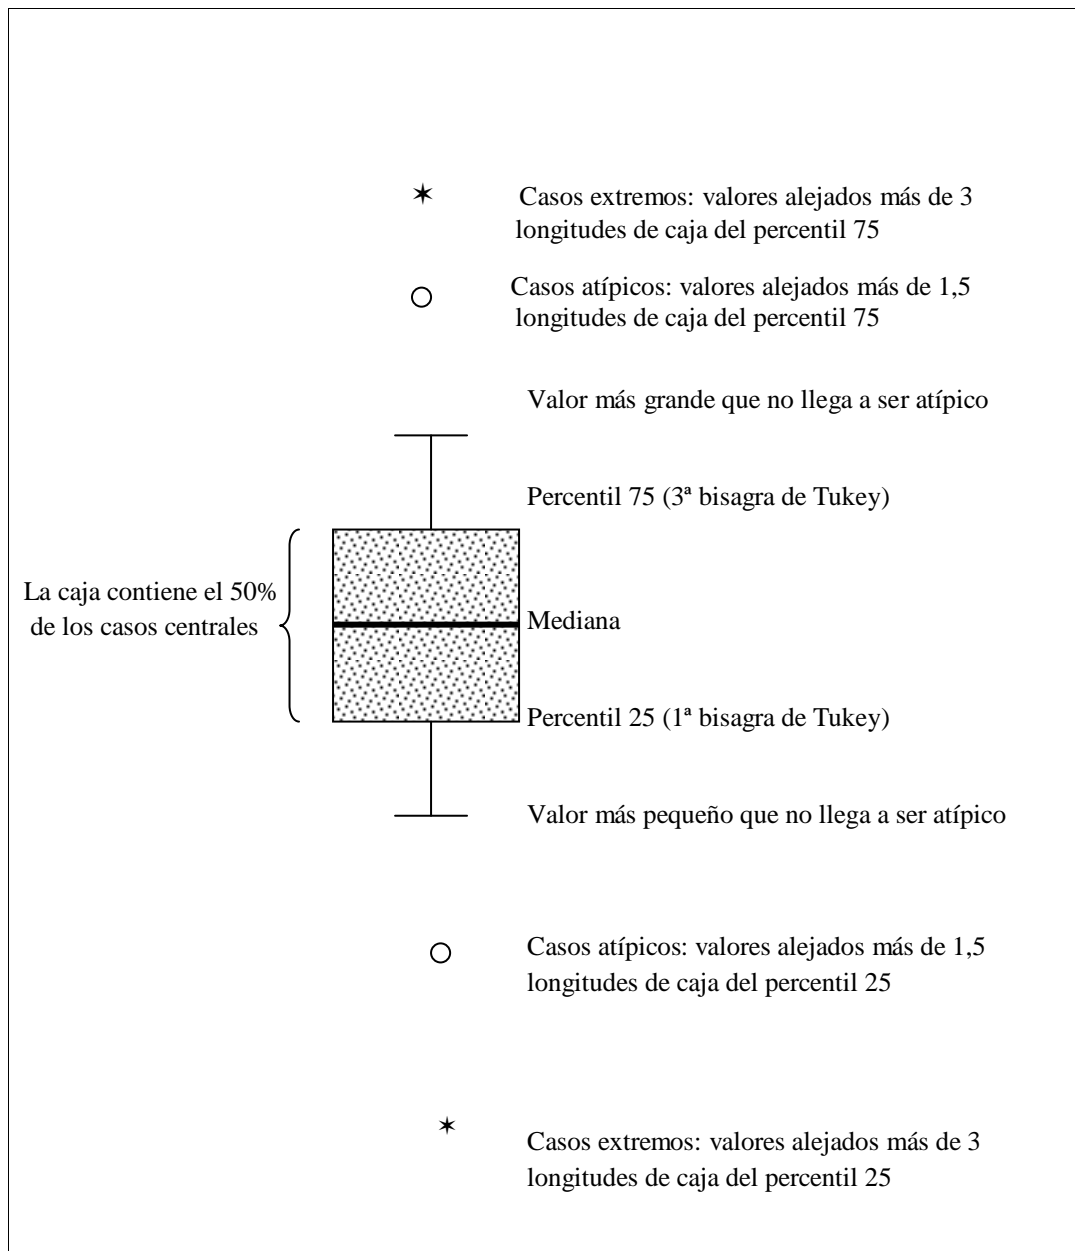 Casos extremos: valores alejados más de 3
longitudes de caja del percentil 75
Casos atípicos: valores alejados más de 1,5
longitudes de caja del percentil 75
Valor más grande que no llega a ser atípico
Percentil 75 (3ª bisagra de Tukey)
La caja contiene el 50%
de los casos centrales
Mediana
Percentil 25 (1ª bisagra de Tukey)
Valor más pequeño que no llega a ser atípico
Casos atípicos: valores alejados más de 1,5
longitudes de caja del percentil 25
Casos extremos: valores alejados más de 3
longitudes de caja del percentil 25